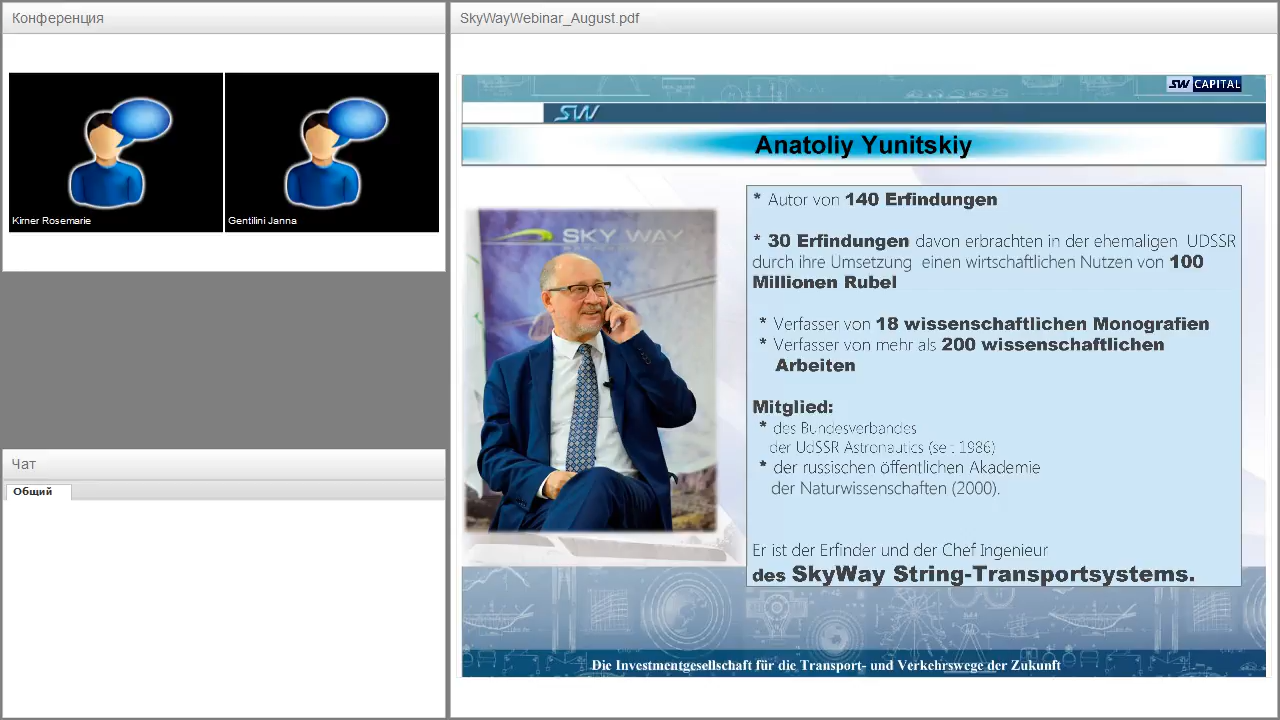 Конференция
Kirner Rosemarie
Gentilini Janna
Чат
Общий
SkyWayWebinar_August.pdf
SW CAPITAL
SW
Anatoliy Yunitskiy
SKY WAY
* Autor von 140 Erfindungen
* 30 Erfindungen davon erbrachten in der ehemaligen UDSSR
durch ihre Umsetzung einen wirtschaftlichen Nutzen von 100
Millionen Rubel
* Verfasser von 18 wissenschaftlichen Monografien
* Verfasser von mehr als 200 wissenschaftlichen
Arbeiten
Mitglied:
* des Bundesverbandes
der UdSSR Astronautics (seit 1986)
* der russischen öffentlichen Akademie
der Naturwissenschaften (2000).
Er ist der Erfinder und der Chef Ingenieur
des SkyWay String-Transportsystems.
Die Investmentgesellschaft für die Transport- und Verkehrswege der Zukunft